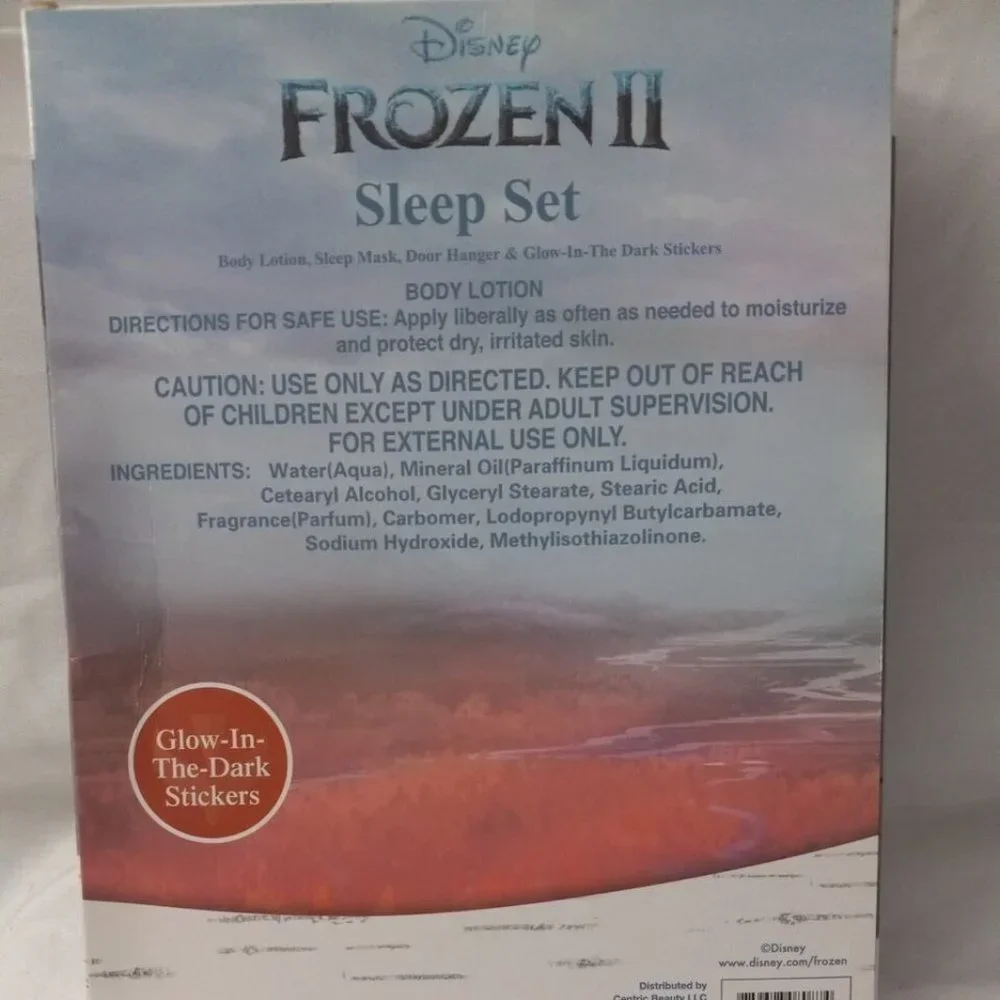 Disney
FROZEN II
Sleep Set
Body Lotion, Sleep Mask, Door Hanger & Glow-In-The Dark Stickers
BODY LOTION
DIRECTIONS FOR SAFE USE: Apply liberally as often as needed to moisturize
and protect dry, irritated skin.
CAUTION: USE ONLY AS DIRECTED. KEEP OUT OF REACH
OF CHILDREN EXCEPT UNDER ADULT SUPERVISION.
FOR EXTERNAL USE ONLY.
INGREDIENTS: Water(Aqua), Mineral Oil(Paraffinum Liquidum),
Cetearyl Alcohol, Glyceryl Stearate, Stearic Acid,
Fragrance(Parfum), Carbomer, Lodopropynyl Butylcarbamate,
Sodium Hydroxide, Methylisothiazolinone.
Glow-In-
The-Dark
Stickers
©Disney
www.disney.com/frozen
Distributed by
Centric Beauty LLC